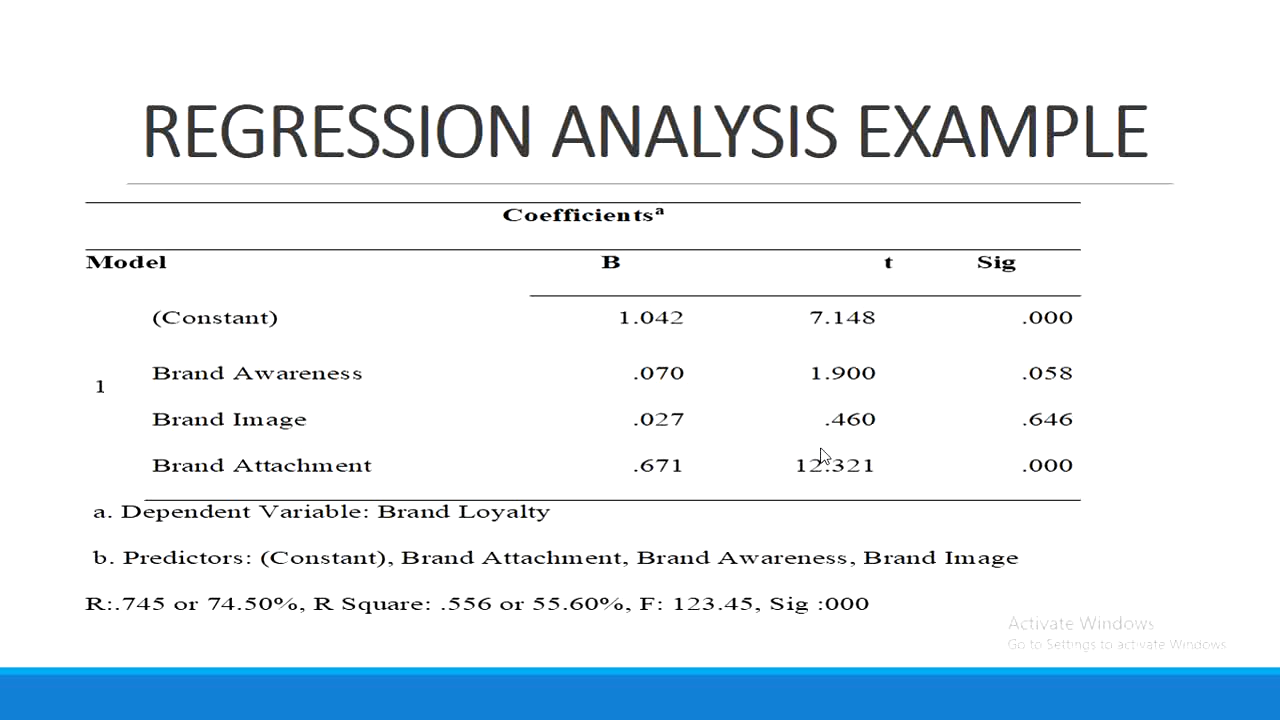 REGRESSION ANALYSIS EXAMPLE
Coefficientsᵃ
Model B t Sig
(Constant) 1.042 7.148 .000
1
Brand Awareness .070 1.900 .058
Brand Image .027 .460 .646
Brand Attachment .671 12.321 .000
a. Dependent Variable: Brand Loyalty
b. Predictors: (Constant), Brand Attachment, Brand Awareness, Brand Image
R:.745 or 74.50%, R Square: .556 or 55.60%, F: 123.45, Sig :000
Activate Windows
Go to Settings to activate Windows